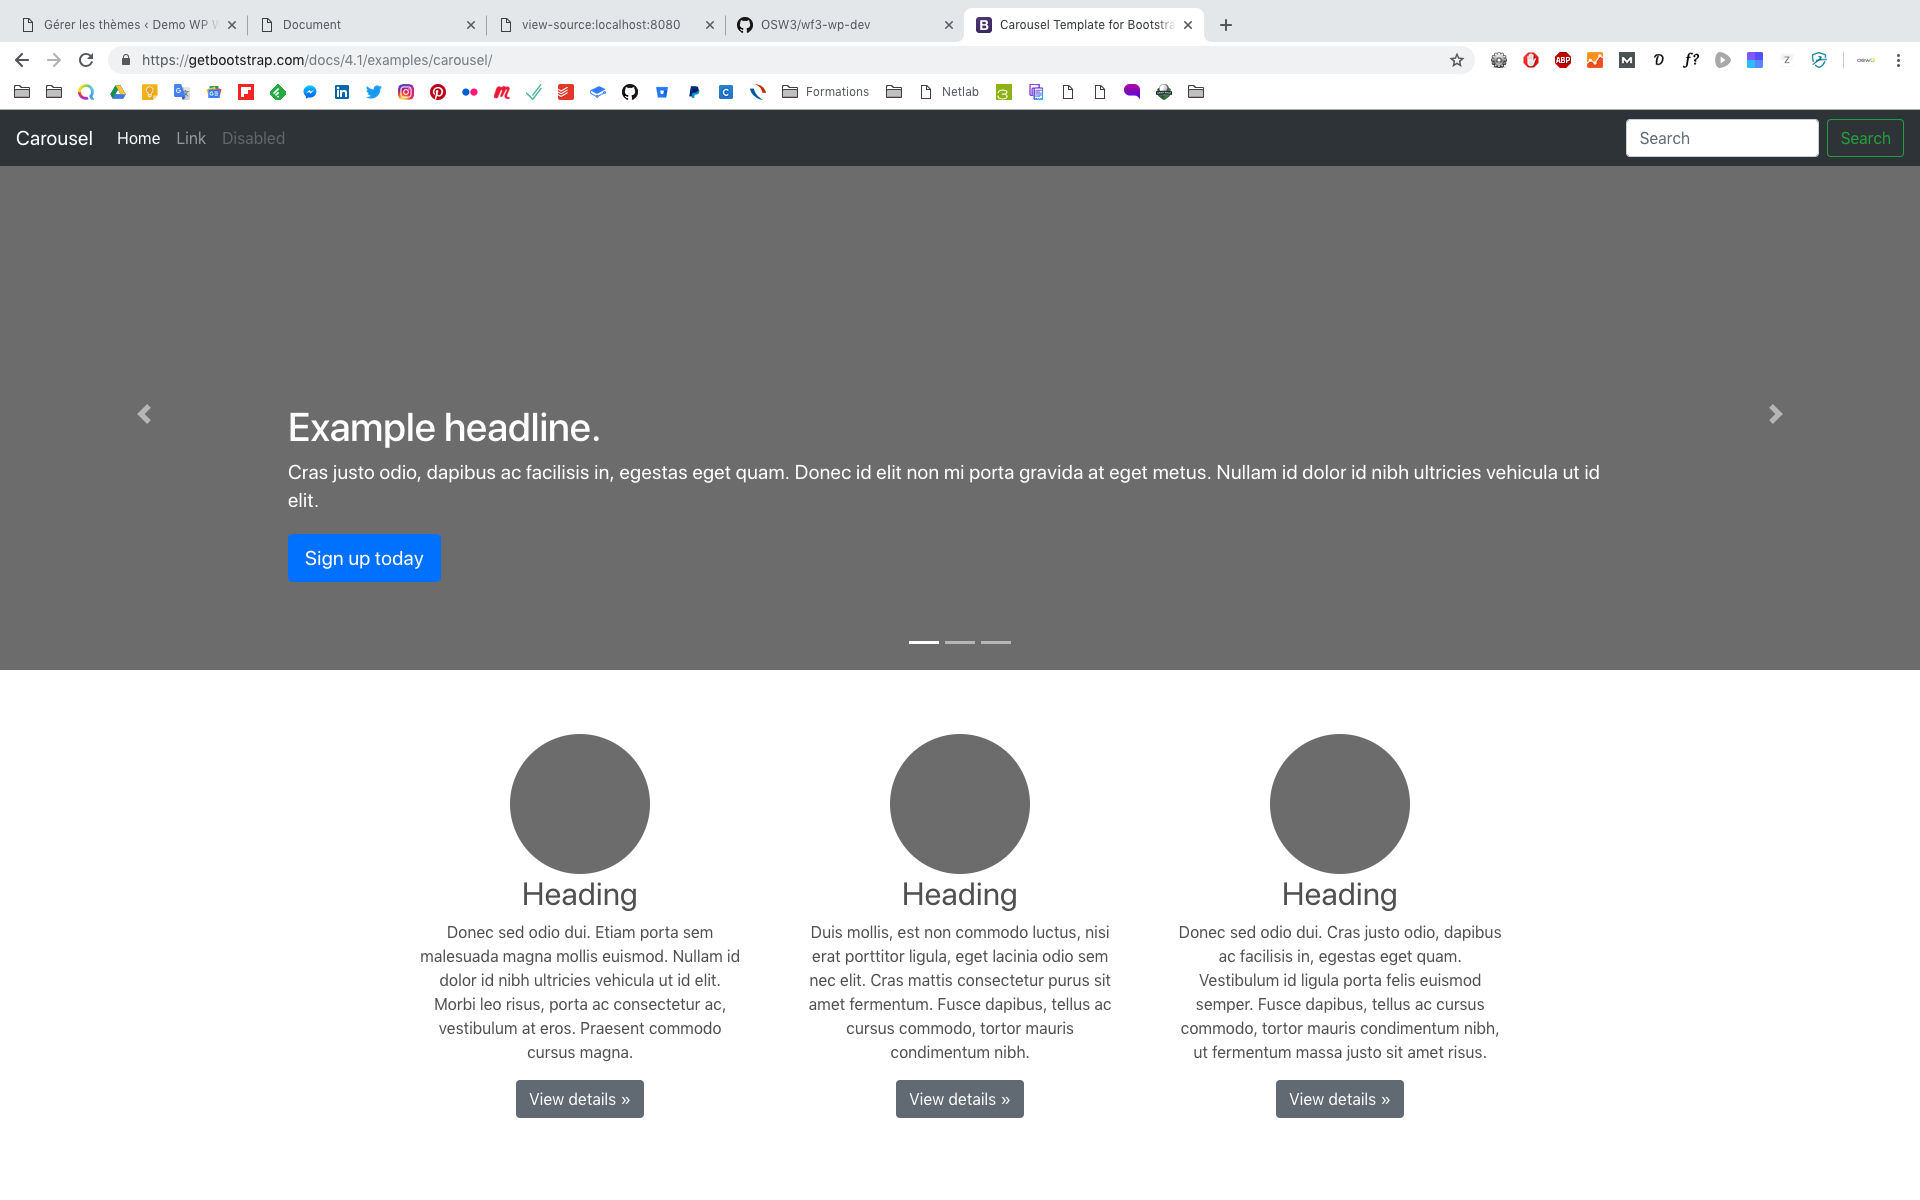 Gérer les thèmes ‹ Demo WP
Document
view-source:localhost:8080
OSW3/wf3-wp-dev
Carousel Template for Bootstra
https://getbootstrap.com/docs/4.1/examples/carousel/
Formations
Netlab
Carousel Home Link Disabled
Search Search
Example headline.
Cras justo odio, dapibus ac facilisis in, egestas eget quam. Donec id elit non mi porta gravida at eget metus. Nullam id dolor id nibh ultricies vehicula ut id
elit.
Sign up today
Heading
Donec sed odio dui. Etiam porta sem
malesuada magna mollis euismod. Nullam id
dolor id nibh ultricies vehicula ut id elit.
Morbi leo risus, porta ac consectetur ac,
vestibulum at eros. Praesent commodo
cursus magna.
View details »
Heading
Duis mollis, est non commodo luctus, nisi
erat porttitor ligula, eget lacinia odio sem
nec elit. Cras mattis consectetur purus sit
amet fermentum. Fusce dapibus, tellus ac
cursus commodo, tortor mauris
condimentum nibh.
View details »
Heading
Donec sed odio dui. Cras justo odio, dapibus
ac facilisis in, egestas eget quam.
Vestibulum id ligula porta felis euismod
semper. Fusce dapibus, tellus ac cursus
commodo, tortor mauris condimentum nibh,
ut fermentum massa justo sit amet risus.
View details »